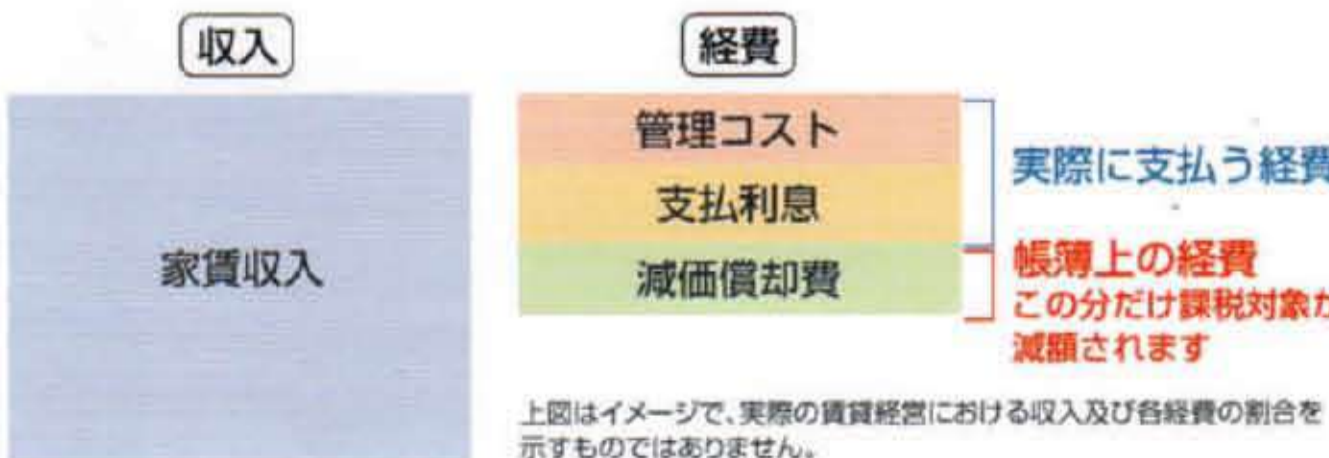 収入
経費
家賃収入
管理コスト
支払利息
減価償却費
実際に支払う経費
帳簿上の経費
この分だけ課税対象が
減額されます
上図はイメージで、実際の賃貸経営における収入及び各経費の割合を
示すものではありません。